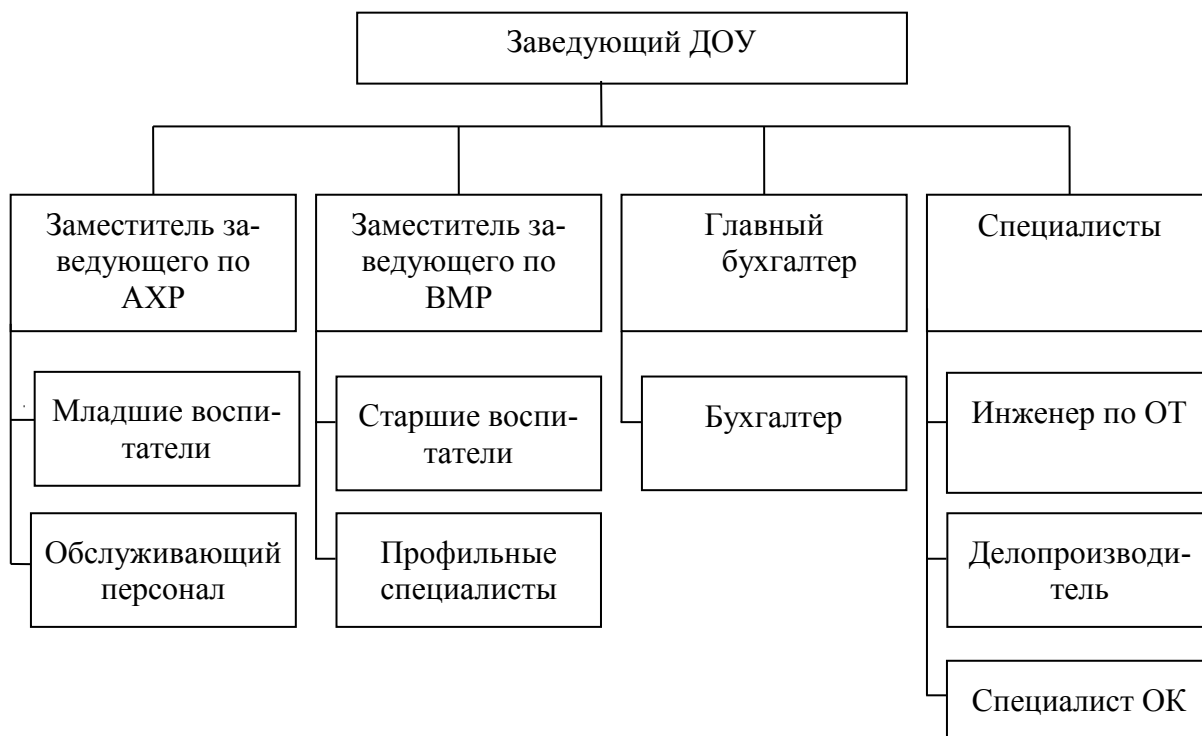 Заведующий ДОУ
Заместитель за-
ведующего по
АХР
Заместитель за-
ведующего по
ВМР
Главный
бухгалтер
Специалисты
Младшие воспи-
татели
Старшие воспи-
татели
Бухгалтер
Инженер по ОТ
Обслуживающий
персонал
Профильные
специалисты
Делопроизводи-
тель
Специалист ОК